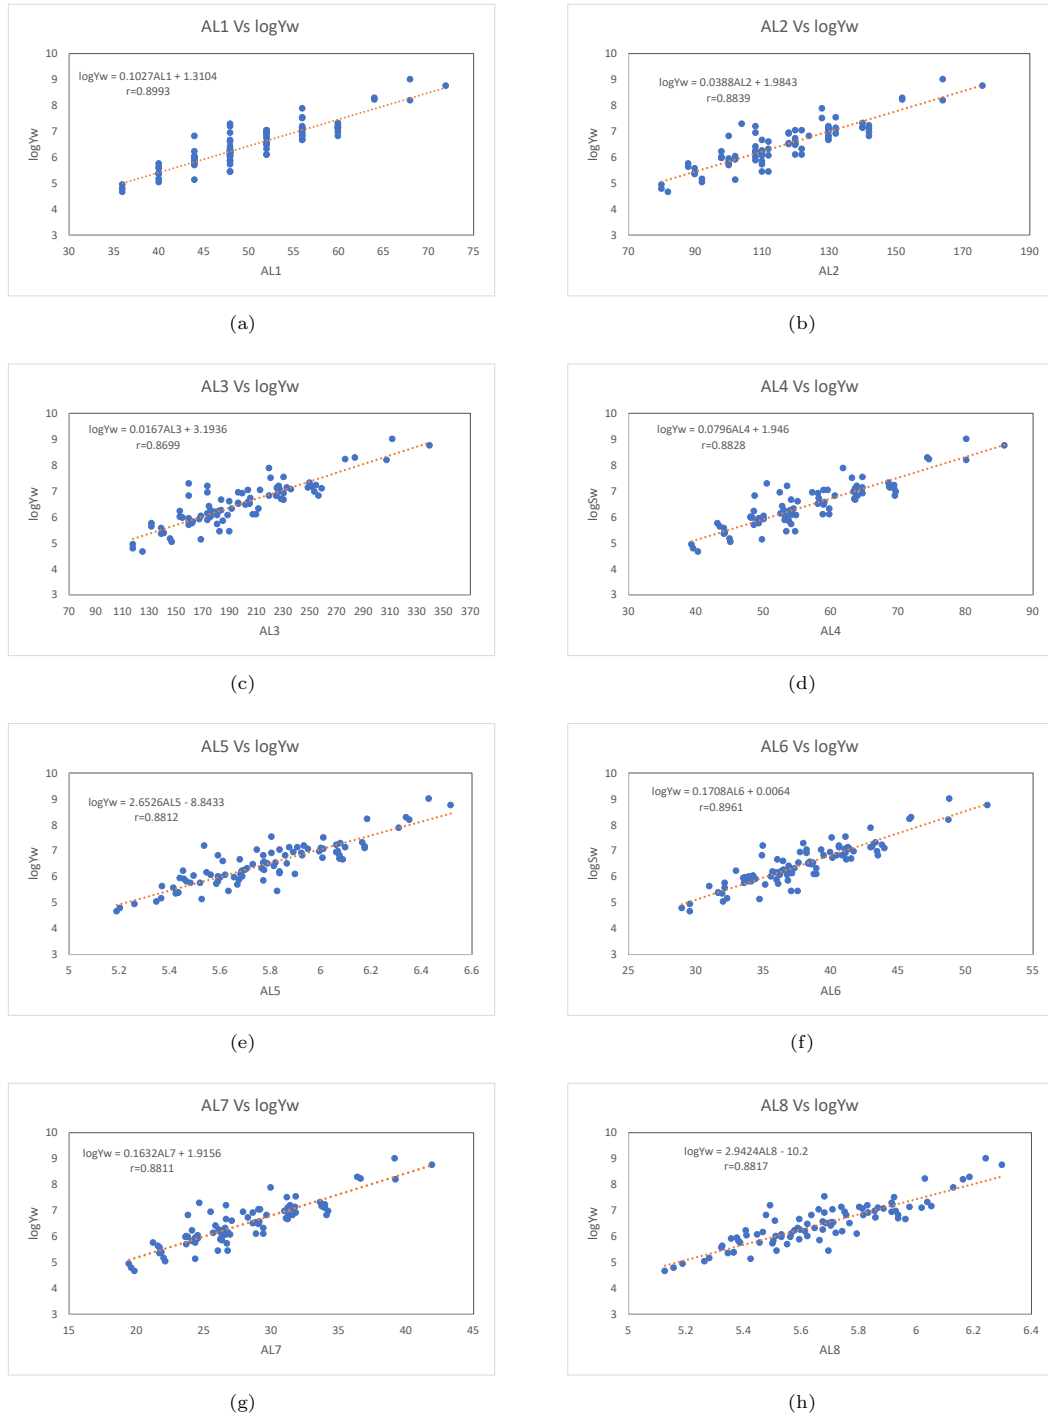 AL1 Vs logYw
logYw = 0.1027AL1 + 1.3104
r=0.8993
10
9
8
7
6
5
4
3
logYw
30 35 40 45 50 55 60 65 70 75
AL1
(a)
AL2 Vs logYw
logYw = 0.0388AL2 + 1.9843
r=0.8839
10
9
8
7
6
5
4
3
logYw
70 90 110 130 150 170 190
AL2
(b)
AL3 Vs logYw
logYw = 0.0167AL3 + 3.1936
r=0.8699
10
9
8
7
6
5
4
3
logYw
70 90 110 130 150 170 190 210 230 250 270 290 310 330 350 370
AL3
(c)
AL4 Vs logYw
logYw = 0.0796AL4 + 1.946
r=0.8828
10
9
8
7
6
5
4
3
logSw
30 40 50 60 70 80 90
AL4
(d)
AL5 Vs logYw
logYw = 2.6526AL5 - 8.8433
r=0.8812
10
9
8
7
6
5
4
3
logYw
5 5.2 5.4 5.6 5.8 6 6.2 6.4 6.6
AL5
(e)
AL6 Vs logYw
logYw = 0.1708AL6 + 0.0064
r=0.8961
10
9
8
7
6
5
4
3
logSw
25 30 35 40 45 50 55
AL6
(f)
AL7 Vs logYw
logYw = 0.1632AL7 + 1.9156
r=0.8811
10
9
8
7
6
5
4
3
logYw
15 20 25 30 35 40 45
AL7
(g)
AL8 Vs logYw
logYw = 2.9424AL8 - 10.2
r=0.8817
10
9
8
7
6
5
4
3
logYw
5 5.2 5.4 5.6 5.8 6 6.2 6.4
AL8
(h)